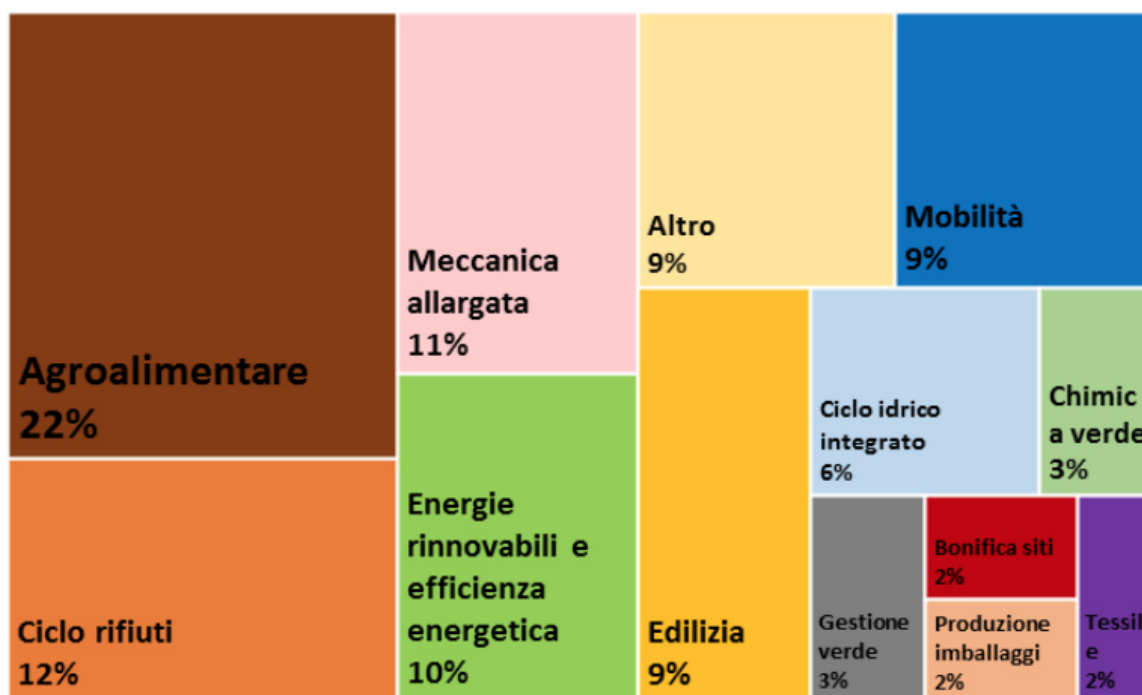 Agroalimentare
22%
Ciclo rifiuti
12%
Meccanica
allargata
11%
Energie
rinnovabili e
efficienza
energetica
10%
Altro
9%
Mobilità
9%
Edilizia
9%
Ciclo idrico
integrato
6%
Chimic
a verde
3%
Gestione
verde
3%
Bonifica siti
2%
Produzione
imballaggi
2%
Tessil
e
2%